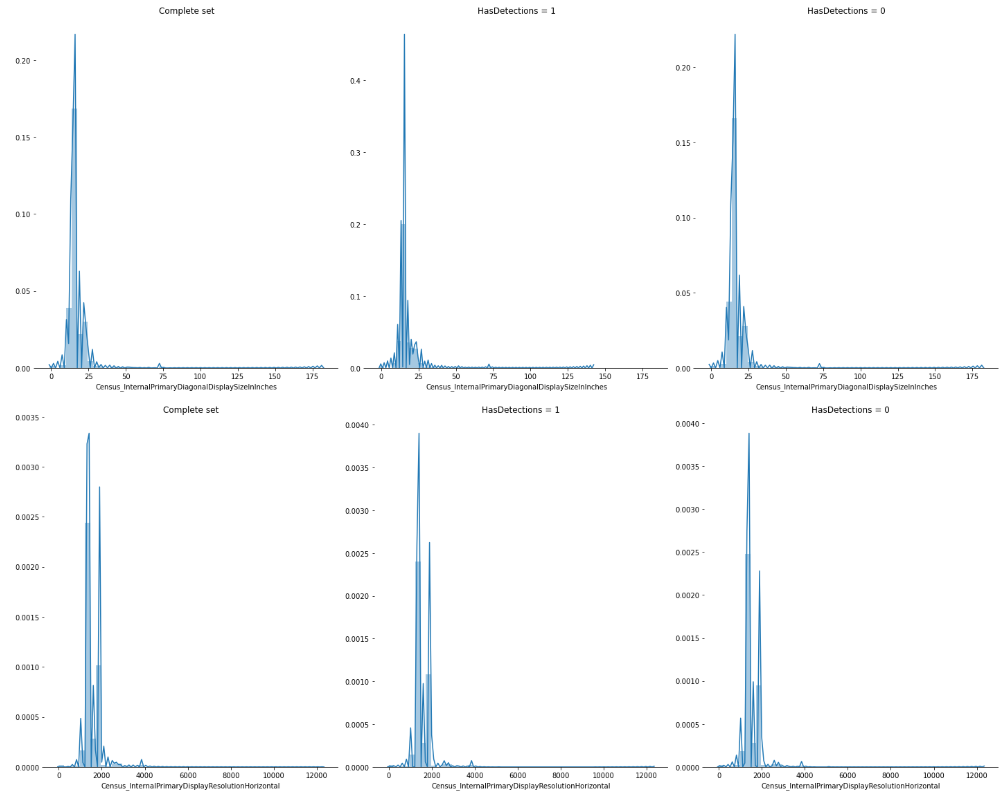 Complete set
HasDetections = 1
HasDetections = 0
0.20
0.15
0.10
0.05
0.00
0 25 50 75 100 125 150 175
Census_InternalPrimaryDiagonalDisplaySizeInInches
0.4
0.3
0.2
0.1
0.0
0 25 50 75 100 125 150 175
Census_InternalPrimaryDiagonalDisplaySizeInInches
0.20
0.15
0.10
0.05
0.00
0 25 50 75 100 125 150 175
Census_InternalPrimaryDiagonalDisplaySizeInInches
Complete set
HasDetections = 1
HasDetections = 0
0.0035
0.0030
0.0025
0.0020
0.0015
0.0010
0.0005
0.0000
0 2000 4000 6000 8000 10000 12000
Census_InternalPrimaryDisplayResolutionHorizontal
0.0040
0.0035
0.0030
0.0025
0.0020
0.0015
0.0010
0.0005
0.0000
0 2000 4000 6000 8000 10000 12000
Census_InternalPrimaryDisplayResolutionHorizontal
0.0040
0.0035
0.0030
0.0025
0.0020
0.0015
0.0010
0.0005
0.0000
0 2000 4000 6000 8000 10000 12000
Census_InternalPrimaryDisplayResolutionHorizontal